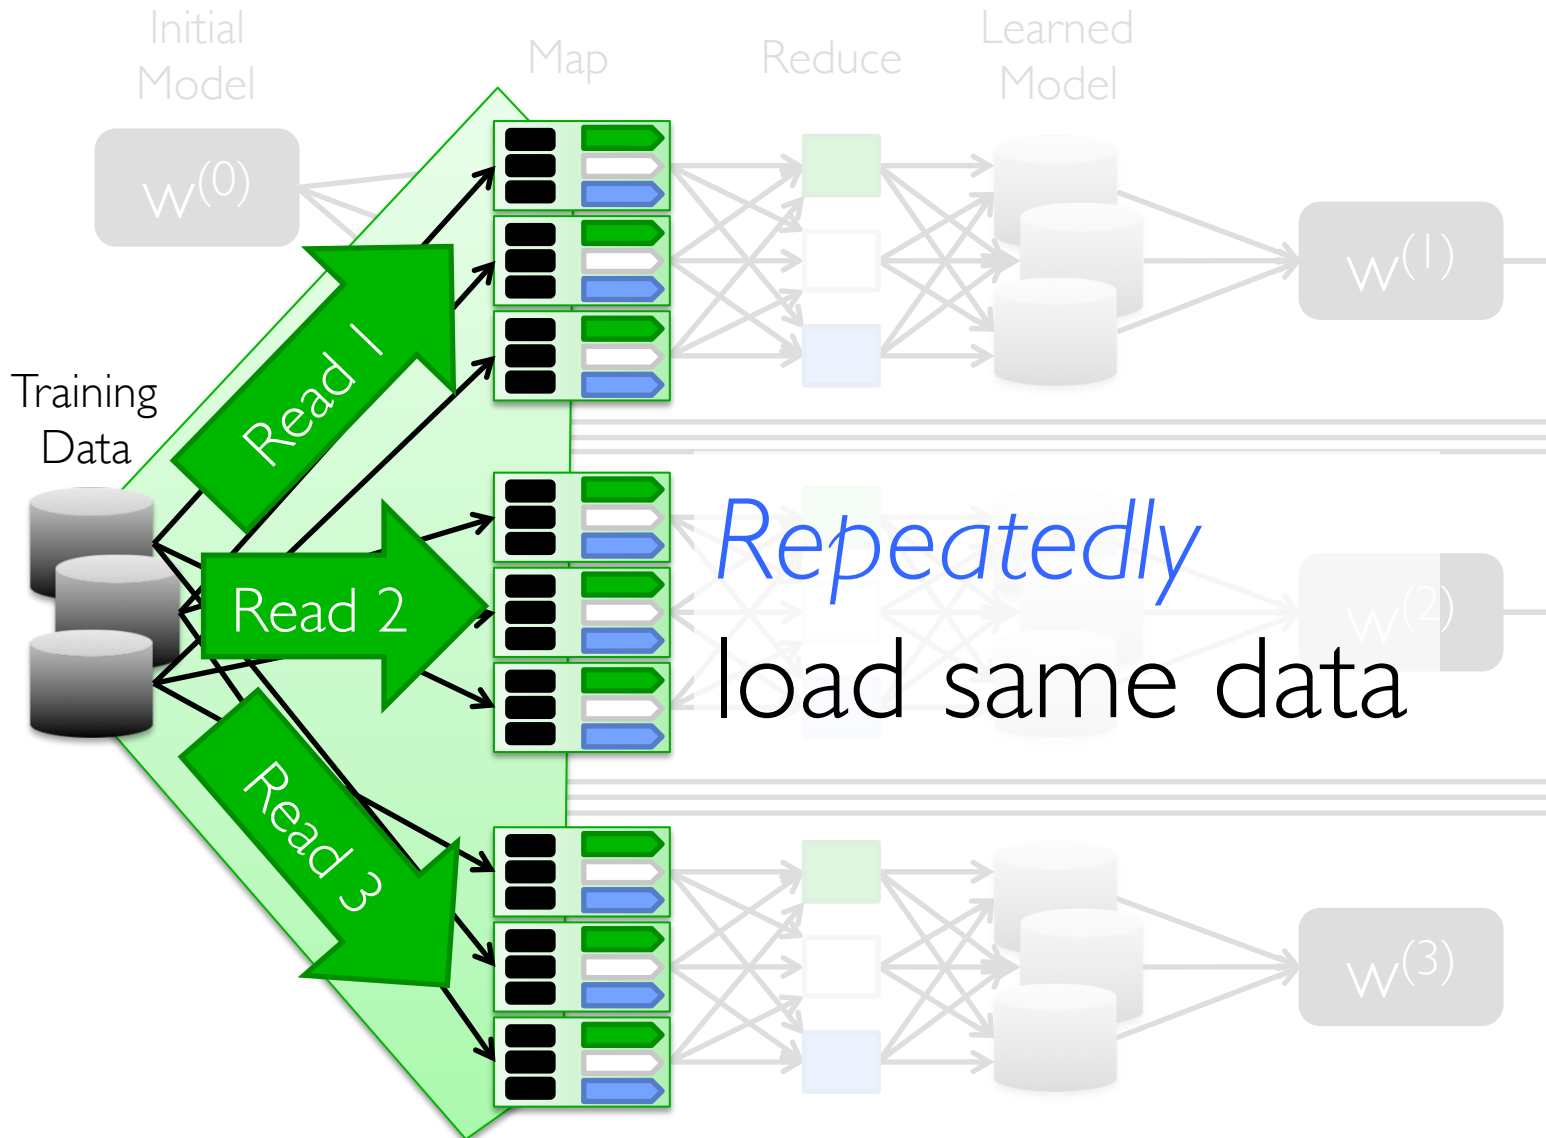 Initial
Model
Map
Reduce
Learned
Model
w(0)
w(1)
Read 1
Training
Data
Repeatedly
Read 2
w(2)
load same data
Read 3
w(3)